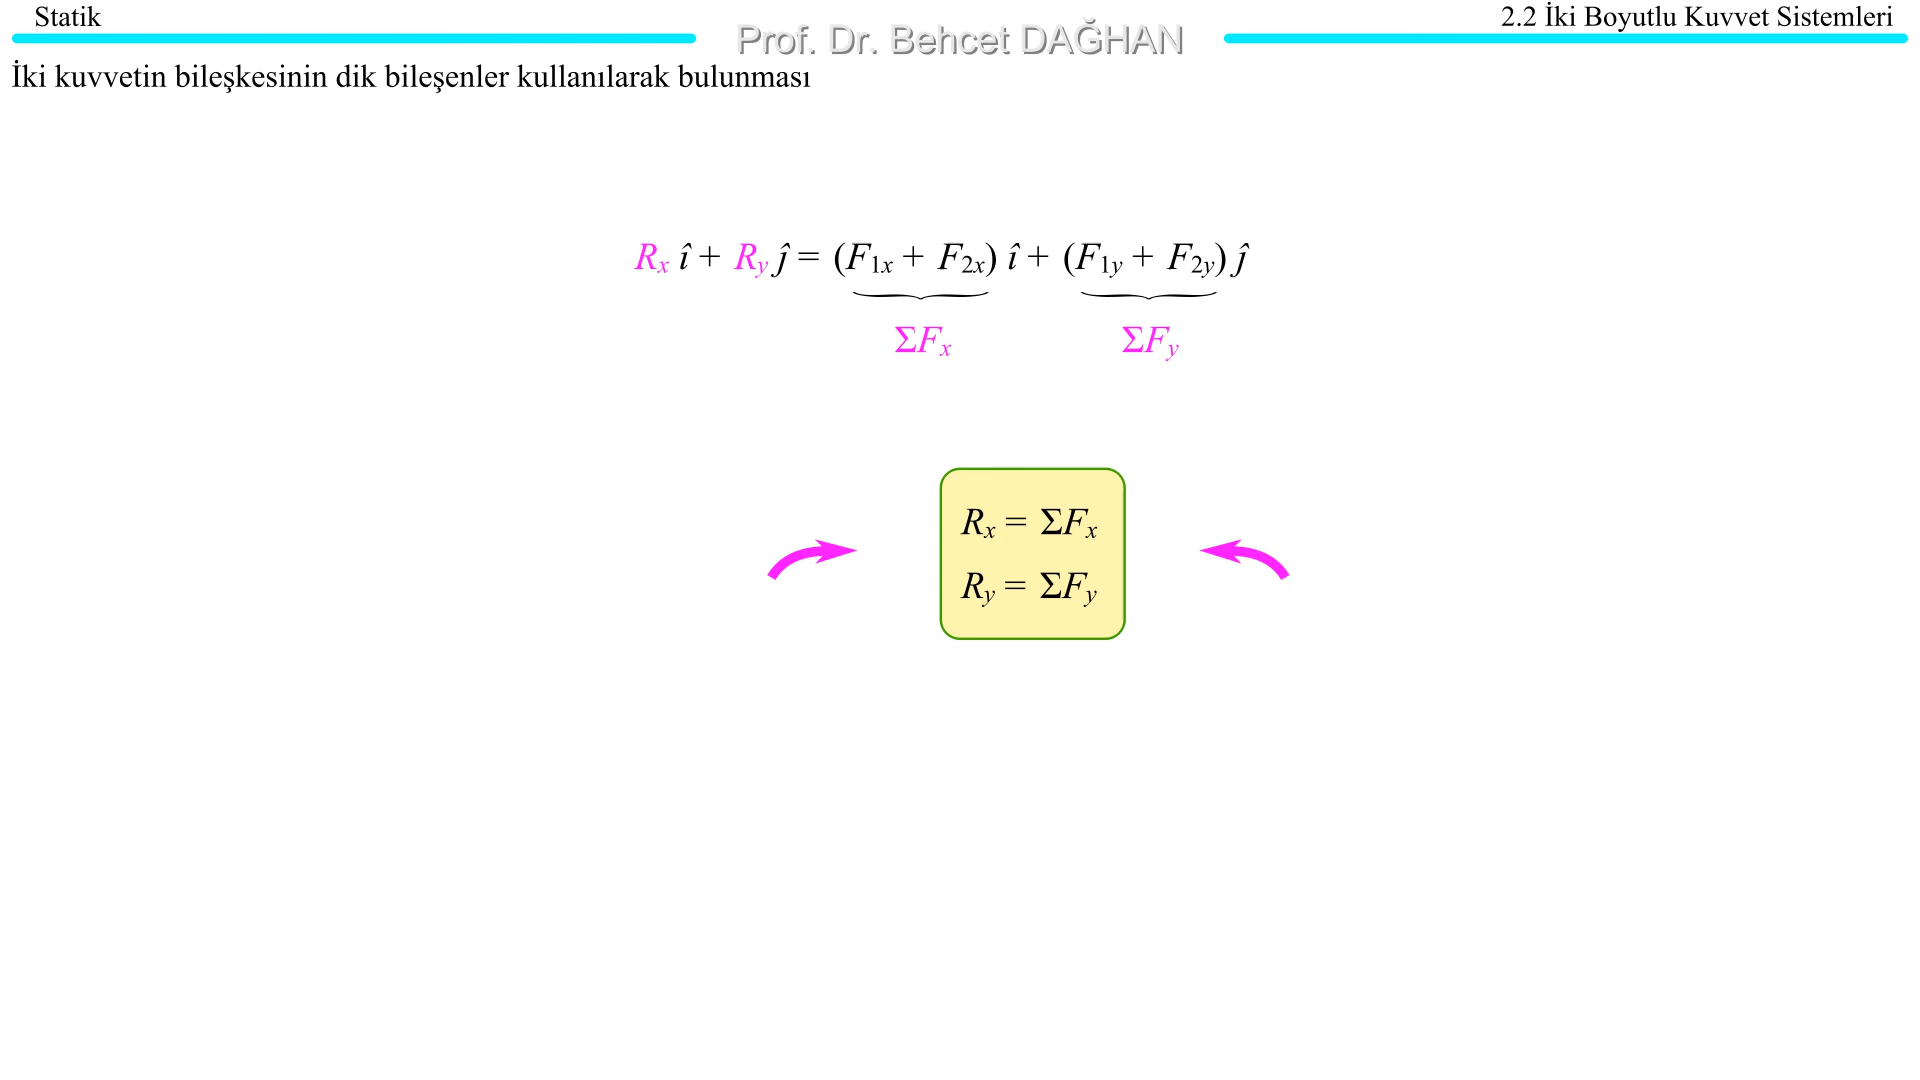 Statik
Prof. Dr. Behcet DAĞHAN
2.2 İki Boyutlu Kuvvet Sistemleri
İki kuvvetin bileşkesinin dik bileşenler kullanılarak bulunması
Rx î + Ry ĵ = (F1x + F2x) î + (F1y + F2y) ĵ
ΣFx ΣFy
Rx = ΣFx
Ry = ΣFy